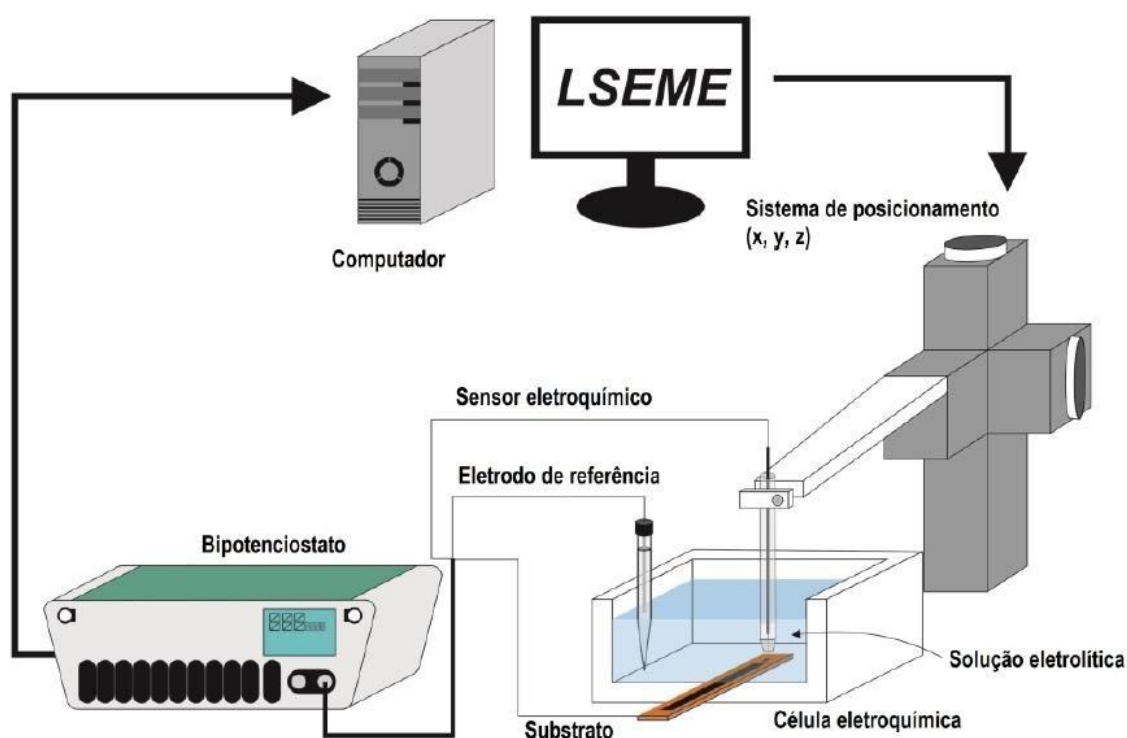 LSEME
Sistema de posicionamento
(x, y, z)
Computador
Sensor eletroquímico
Eletrodo de referência
Bipotenciostato
Solução eletrolítica
Célula eletroquímica
Substrato